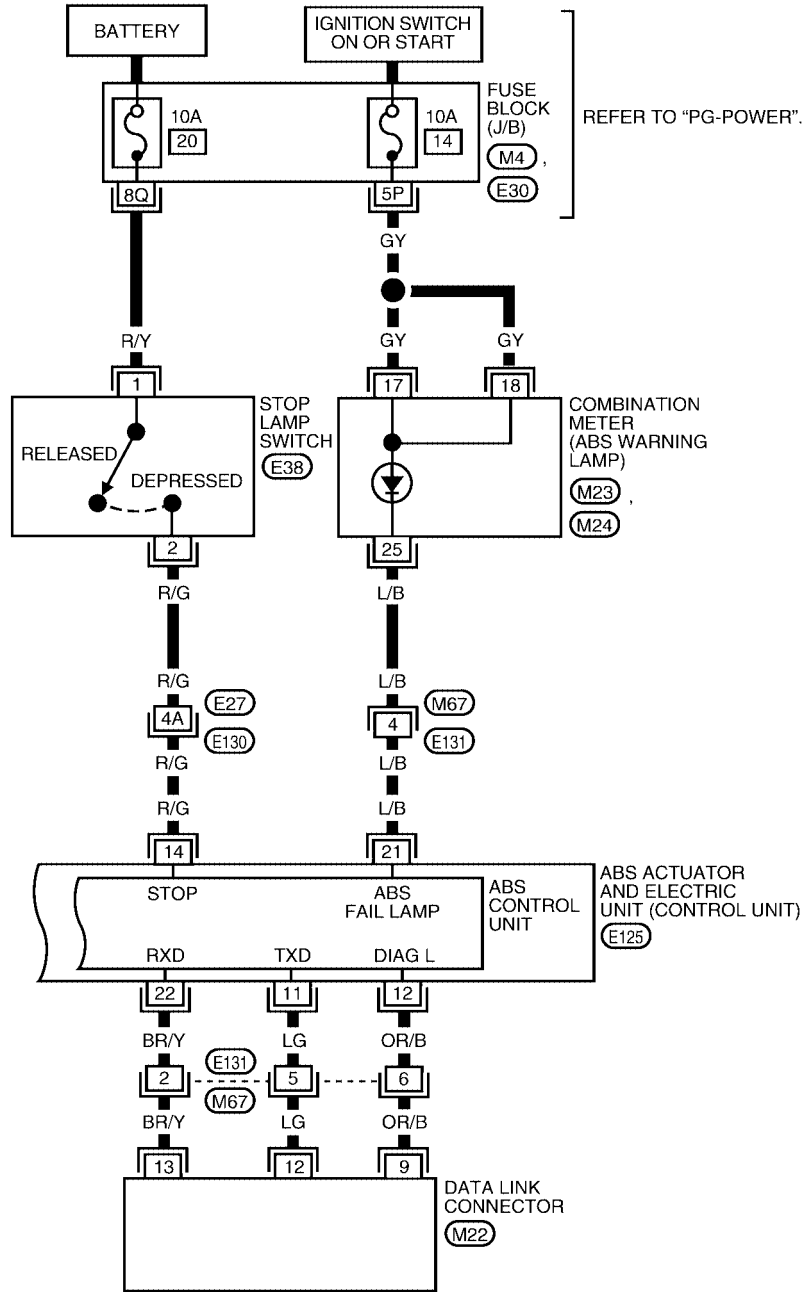 BATTERY
IGNITION SWITCH
ON OR START
10A
20
10A
14
FUSE
BLOCK
(J/B)
M4 ,
E30
REFER TO “PG-POWER”.
8Q
5P
GY
R/Y
GY
GY
1
17
18
RELEASED
DEPRESSED
STOP
LAMP
SWITCH
E38
COMBINATION
METER
(ABS WARNING
LAMP)
M23 ,
M24
2
25
R/G
L/B
R/G
L/B
4A
E27
E130
4
M67
E131
R/G
L/B
R/G
L/B
14
21
STOP
ABS
FAIL LAMP
ABS
CONTROL
UNIT
ABS ACTUATOR
AND ELECTRIC
UNIT (CONTROL UNIT)
E125
RXD
TXD
DIAG L
22
11
12
BR/Y
LG
OR/B
2
E131
M67
5
6
BR/Y
LG
OR/B
13
12
9
DATA LINK
CONNECTOR
M22